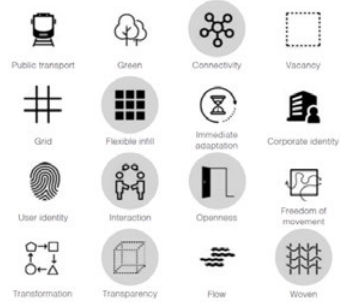 Public transport
Green
Connectivity
Vacancy
Grid
Flexible infill
Immediate
adaptation
Corporate identity
User identity
Interaction
Openness
Freedom of
movement
Transformation
Transparency
Flow
Woven